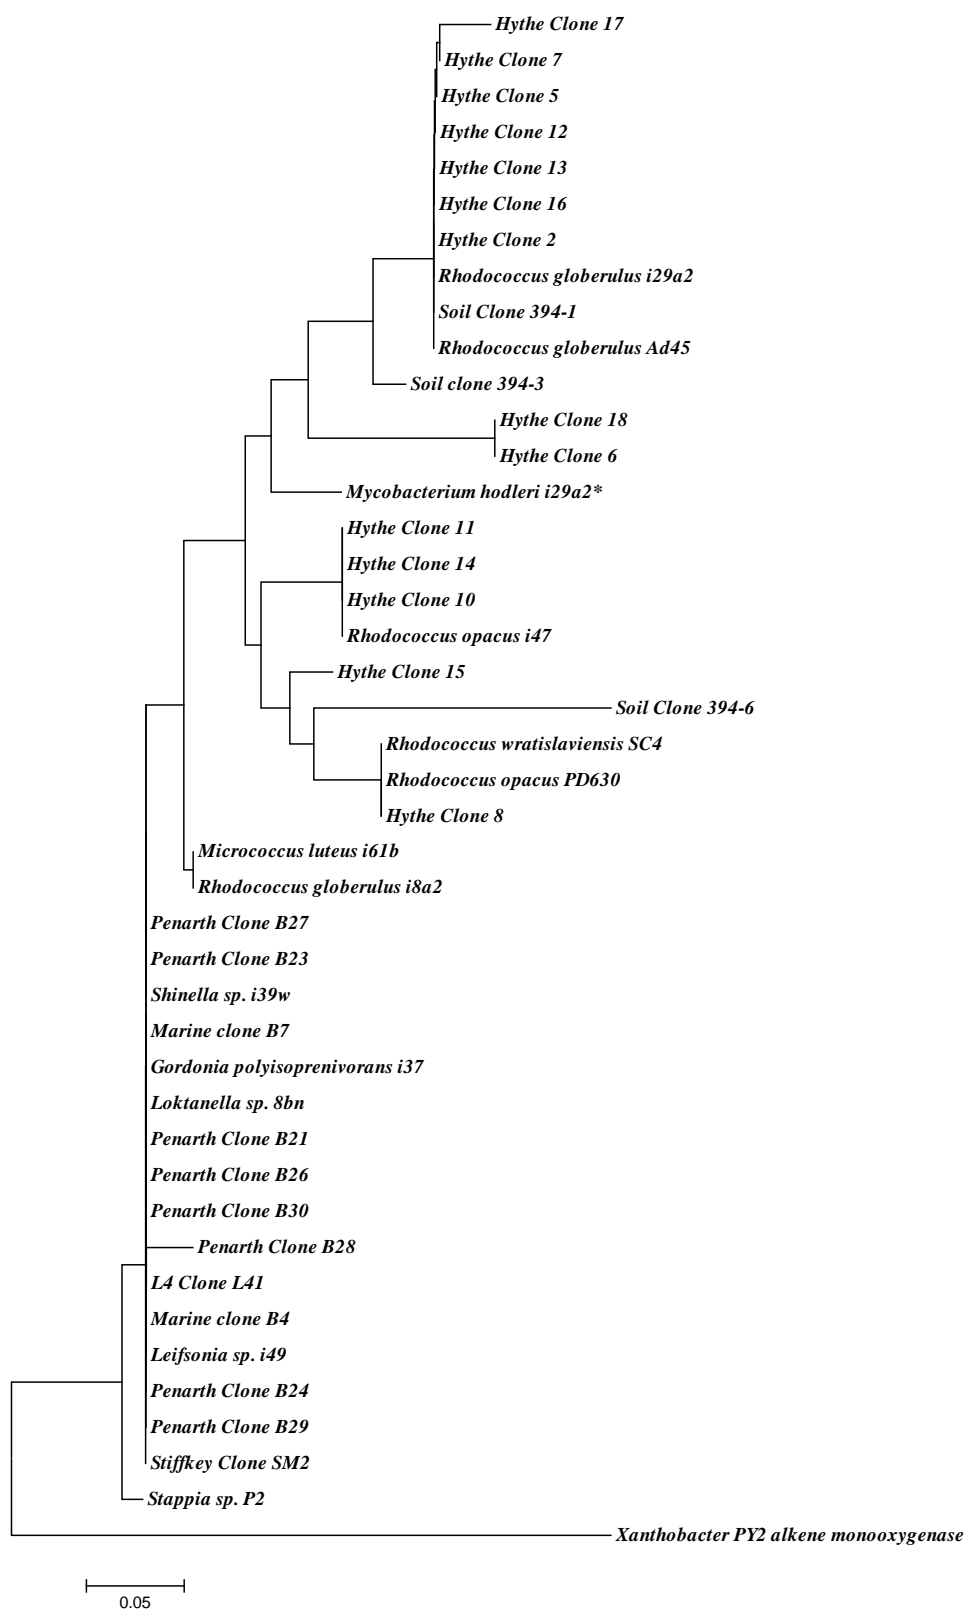 Hythe Clone 17
Hythe Clone 7
Hythe Clone 5
Hythe Clone 12
Hythe Clone 13
Hythe Clone 16
Hythe Clone 2
Rhodococcus globerulus i29a2
Soil Clone 394-1
Rhodococcus globerulus Ad45
Soil clone 394-3
Hythe Clone 18
Hythe Clone 6
Mycobacterium hodleri i29a2*
Hythe Clone 11
Hythe Clone 14
Hythe Clone 10
Rhodococcus opacus i47
Hythe Clone 15
Soil Clone 394-6
Rhodococcus wratislaviensis SC4
Rhodococcus opacus PD630
Hythe Clone 8
Micrococcus luteus i61b
Rhodococcus globerulus i8a2
Penarth Clone B27
Penarth Clone B23
Shinella sp. i39w
Marine clone B7
Gordonia polyisoprenivorans i37
Loktanella sp. 8bn
Penarth Clone B21
Penarth Clone B26
Penarth Clone B30
Penarth Clone B28
L4 Clone L41
Marine clone B4
Leifsonia sp. i49
Penarth Clone B24
Penarth Clone B29
Stiffkey Clone SM2
Stappia sp. P2
Xanthobacter PY2 alkene monooxygenase
0.05